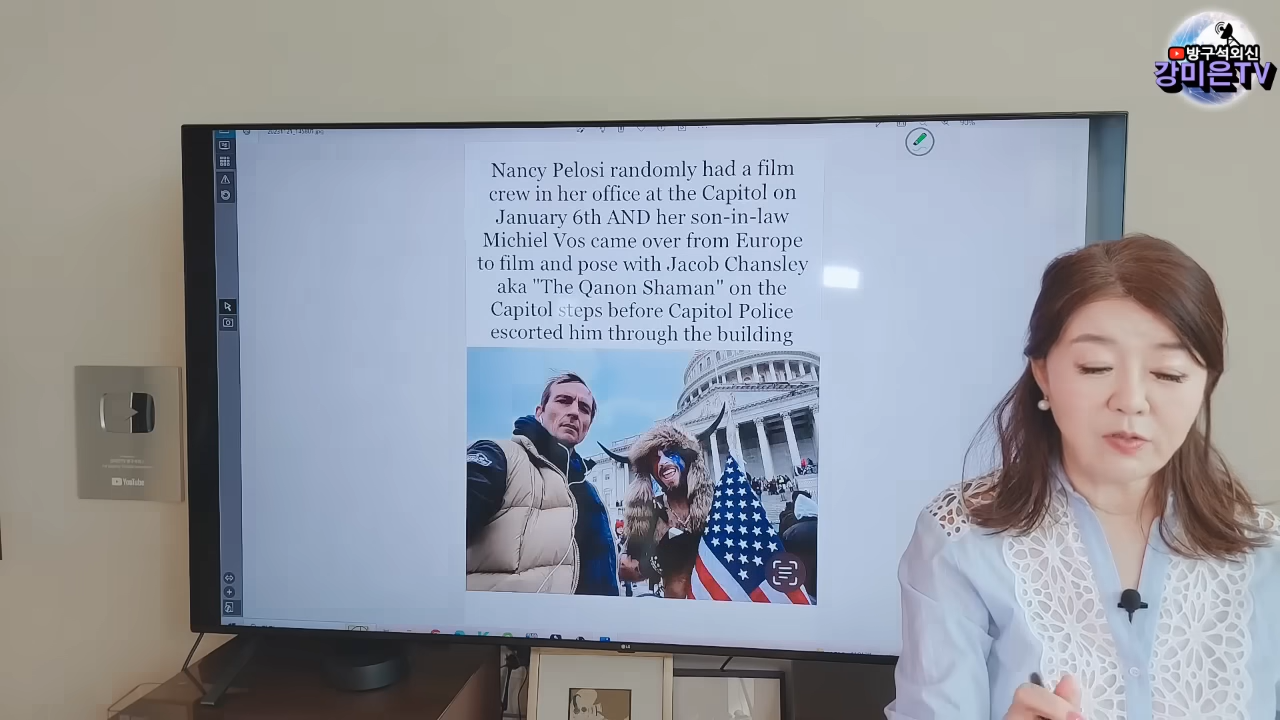 방구석외신
강미은TV
Nancy Pelosi randomly had a film
crew in her office at the Capitol on
January 6th AND her son-in-law
Michiel Vos came over from Europe
to film and pose with Jacob Chansley
aka "The Qanon Shaman" on the
Capitol steps before Capitol Police
escorted him through the building
YouTube
LG